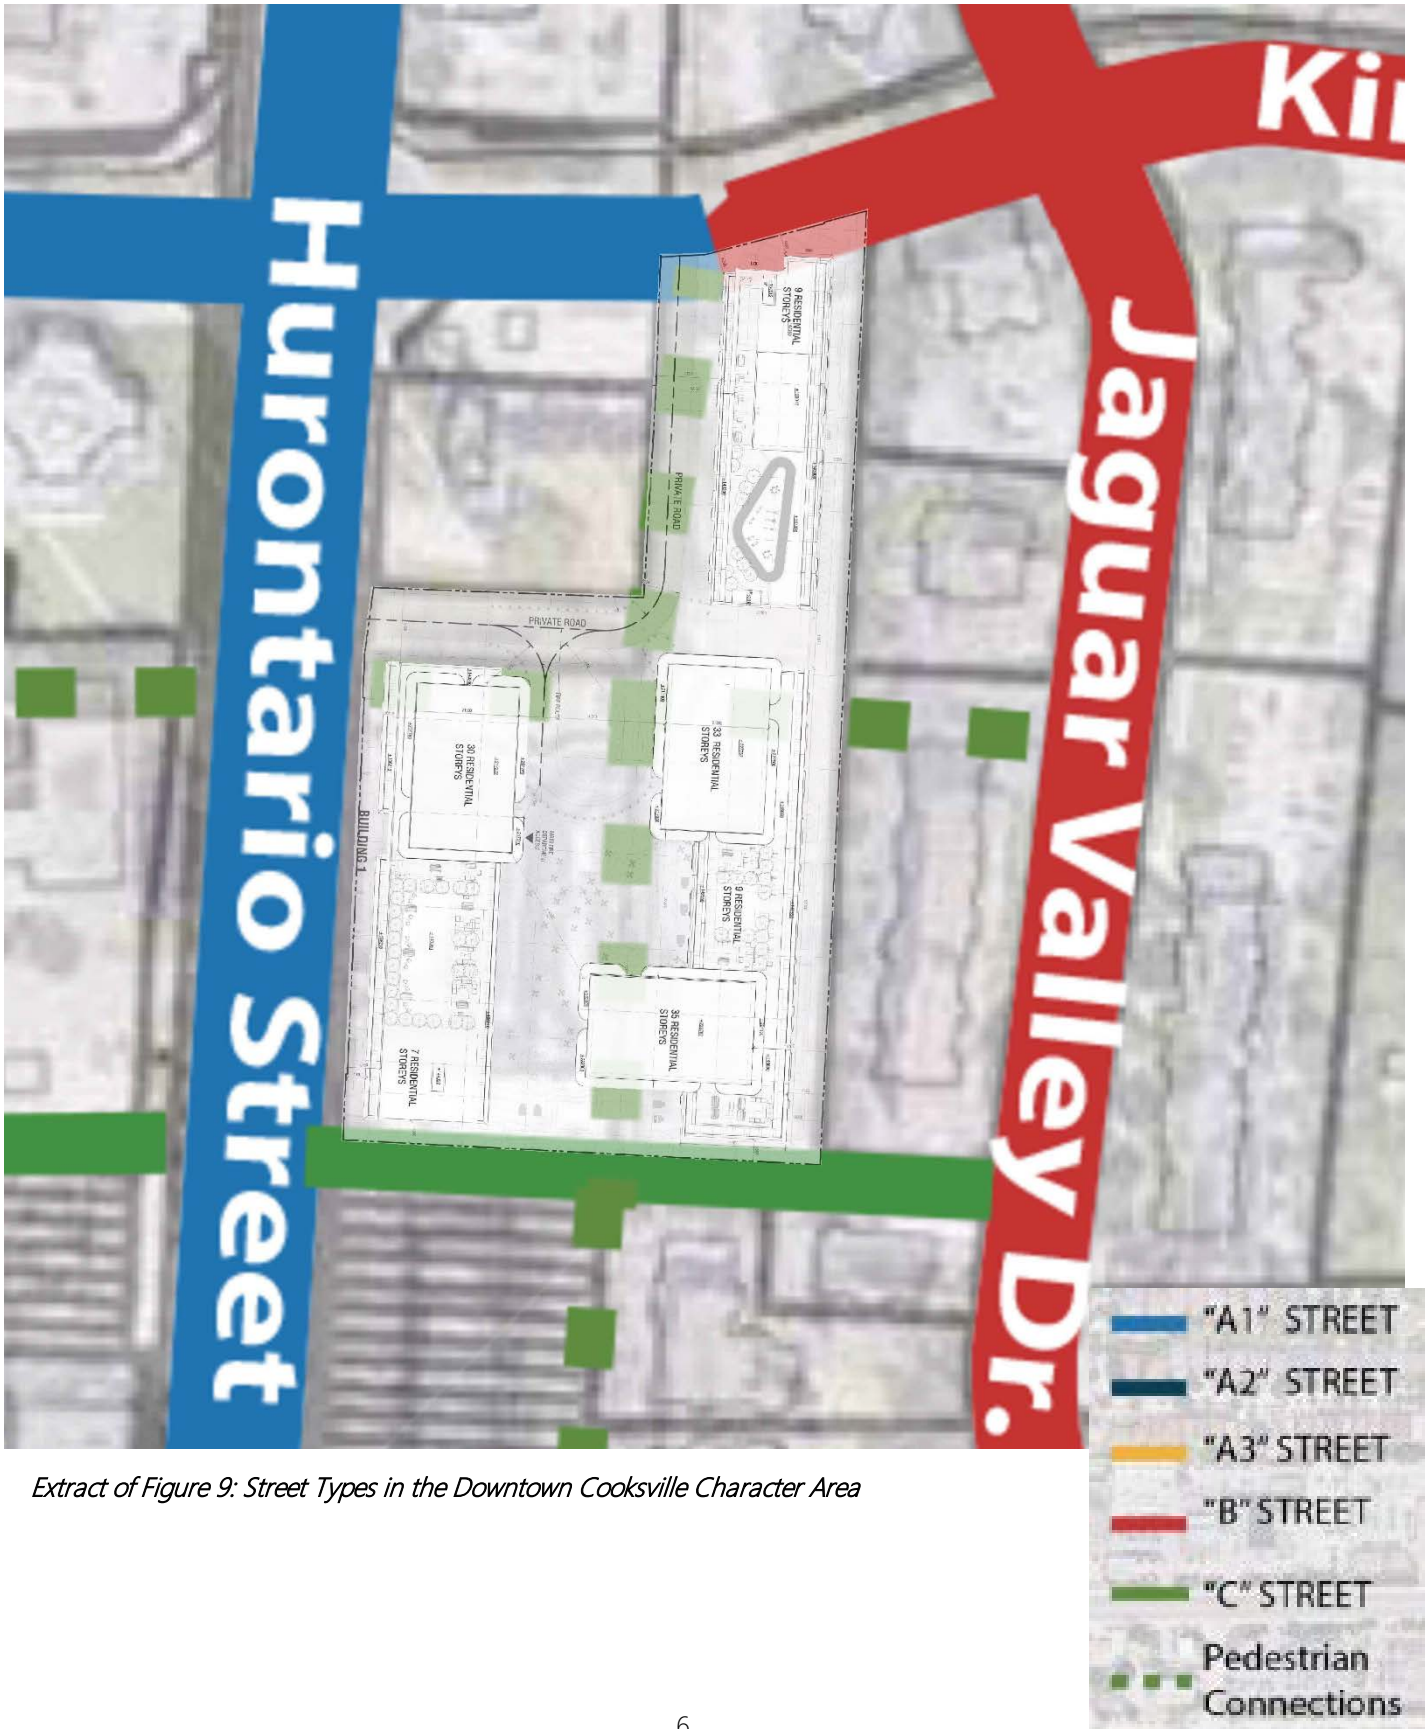 Kin
Hurontario Street
Jaguar Valley Dr.
9 RESIDENTIAL
STOREYS
PRIVATE ROAD
PRIVATE ROAD
30 RESIDENTIAL
STOREYS
33 RESIDENTIAL
STOREYS
BUILDING 1
9 RESIDENTIAL
STOREYS
35 RESIDENTIAL
STOREYS
7 RESIDENTIAL
STOREYS
"A1" STREET
"A2" STREET
"A3" STREET
"B" STREET
"C" STREET
Pedestrian
Connections
Extract of Figure 9: Street Types in the Downtown Cooksville Character Area
6